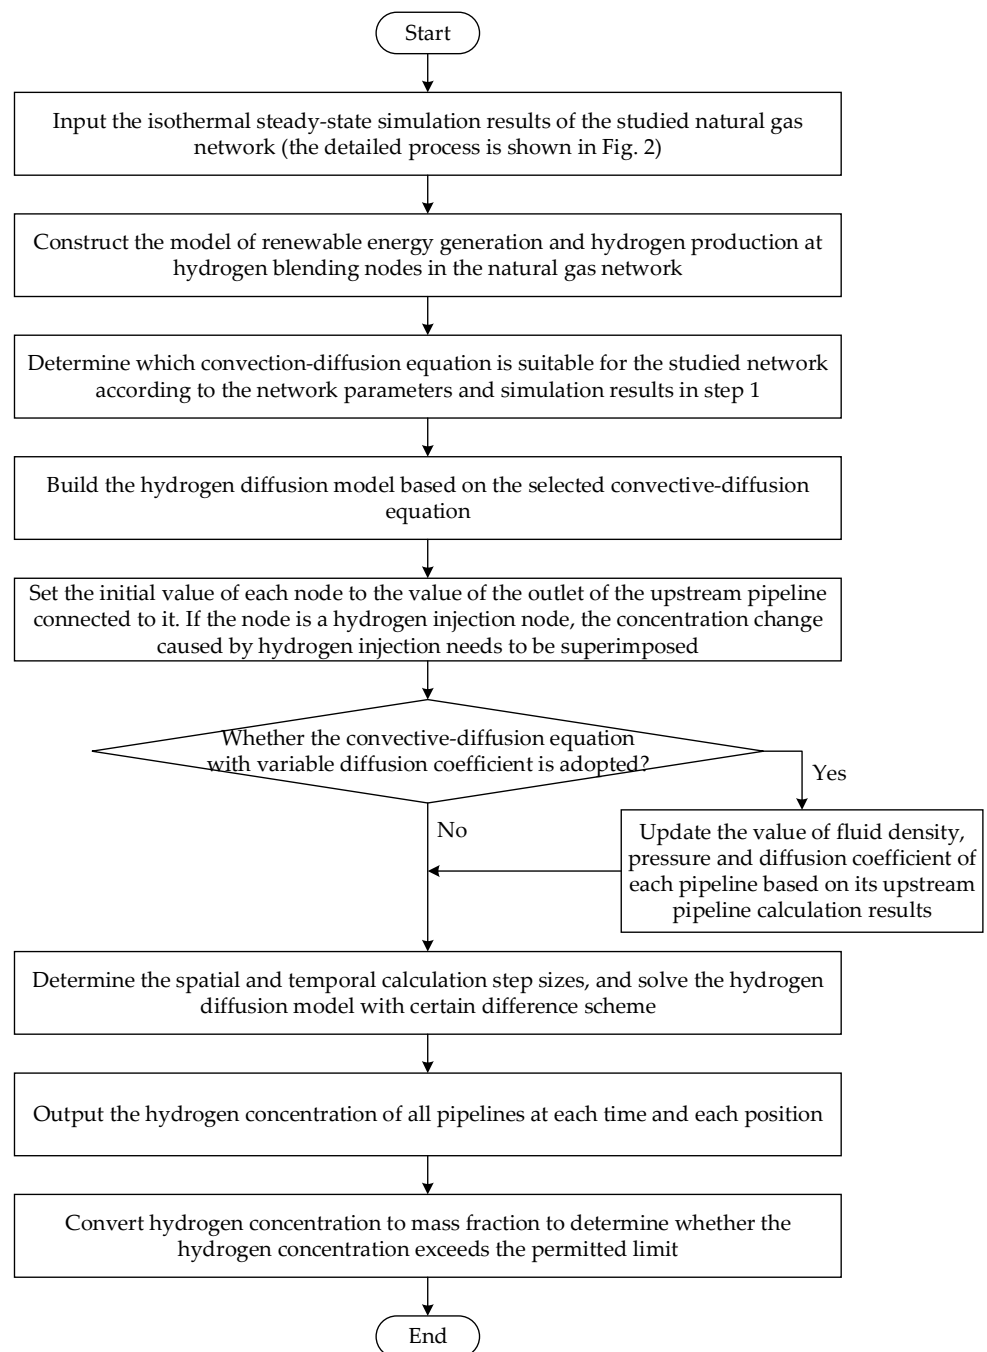 Start
Input the isothermal steady-state simulation results of the studied natural gas
network (the detailed process is shown in Fig. 2)
Construct the model of renewable energy generation and hydrogen production at
hydrogen blending nodes in the natural gas network
Determine which convection-diffusion equation is suitable for the studied network
according to the network parameters and simulation results in step 1
Build the hydrogen diffusion model based on the selected convective-diffusion
equation
Set the initial value of each node to the value of the outlet of the upstream pipeline
connected to it. If the node is a hydrogen injection node, the concentration change
caused by hydrogen injection needs to be superimposed
Whether the convective-diffusion equation
with variable diffusion coefficient is adopted?
Yes
No
Update the value of fluid density,
pressure and diffusion coefficient of
each pipeline based on its upstream
pipeline calculation results
Determine the spatial and temporal calculation step sizes, and solve the hydrogen
diffusion model with certain difference scheme
Output the hydrogen concentration of all pipelines at each time and each position
Convert hydrogen concentration to mass fraction to determine whether the
hydrogen concentration exceeds the permitted limit
End